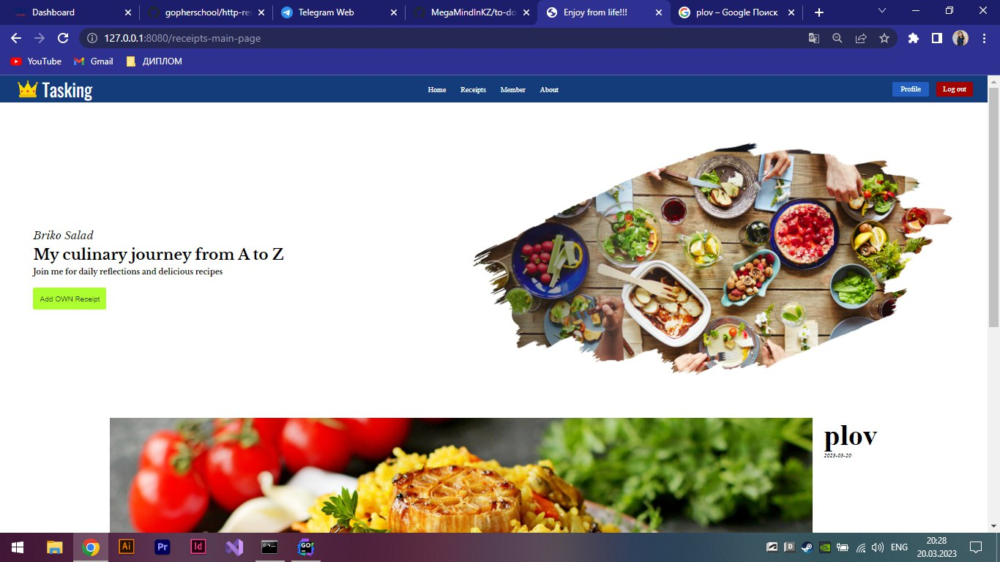 Dashboard
gopherschool/http-res
Telegram Web
MegaMindInKZ/to-do
Enjoy from life!!!
plov – Google Поиск
127.0.0.1:8080/receipts-main-page
YouTube
Gmail
ДИПЛОМ
Tasking
Home
Receipts
Member
About
Profile
Log out
Briko Salad
My culinary journey from A to Z
Join me for daily reflections and delicious recipes
Add OWN Receipt
plov
2023-03-20
Ai
Pr
Id
GO
ENG
20:28
20.03.2023